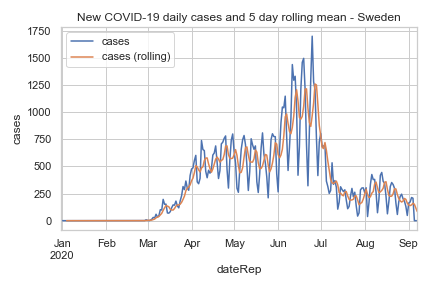 New COVID-19 daily cases and 5 day rolling mean - Sweden
cases
cases (rolling)
1750
1500
1250
1000
750
500
250
0
cases
Jan Feb Mar Apr May Jun Jul Aug Sep
2020
dateRep